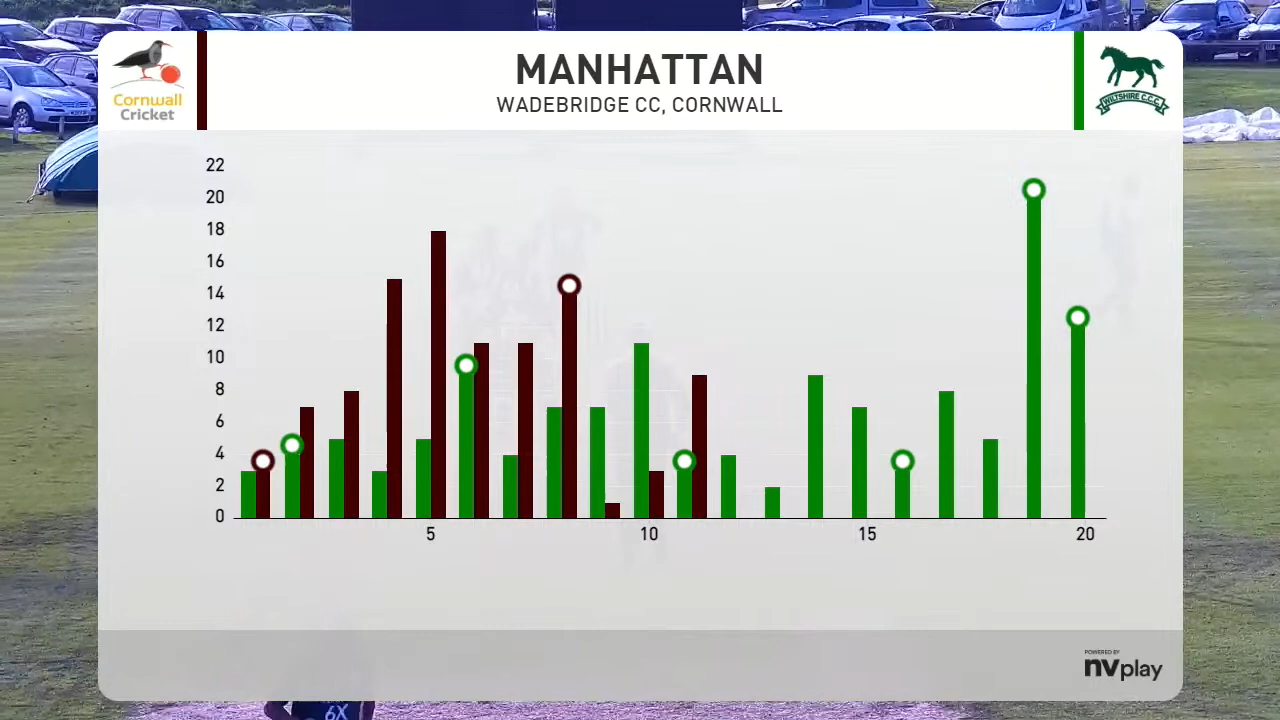 MANHATTAN
WADEBRIDGE CC, CORNWALL
Cornwall
Cricket
WILTSHIRE C.C.C.
22
20
18
16
14
12
10
8
6
4
2
0
5
10
15
20
POWERED BY
nvplay
6X